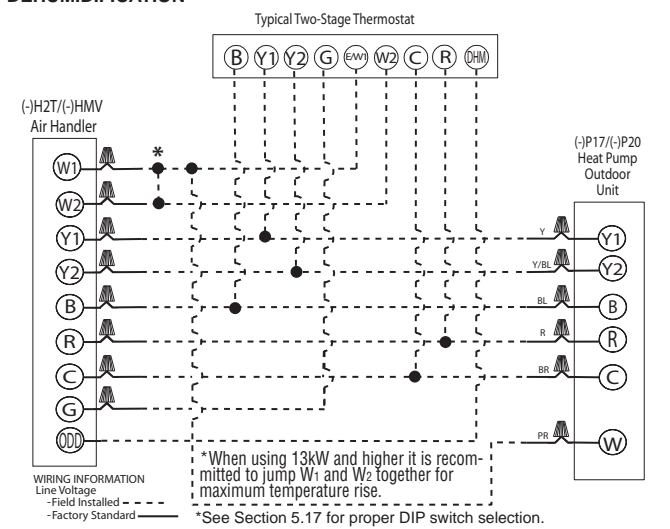 DEHUMIDIFICATION
Typical Two-Stage Thermostat
B Y1 Y2 G E/W1 W2 C R DHM
(-)H2T/(-)HMV
Air Handler
(-)P17/(-)P20
Heat Pump
Outdoor
Unit
W1 *
W2
Y1 Y Y1
Y2 Y/BL Y2
B BL B
R R R
C BR C
G
ODD PR W
*When using 13kW and higher it is recom-
mitted to jump W1 and W2 together for
maximum temperature rise.
WIRING INFORMATION
Line Voltage
-Field Installed
-Factory Standard
*See Section 5.17 for proper DIP switch selection.